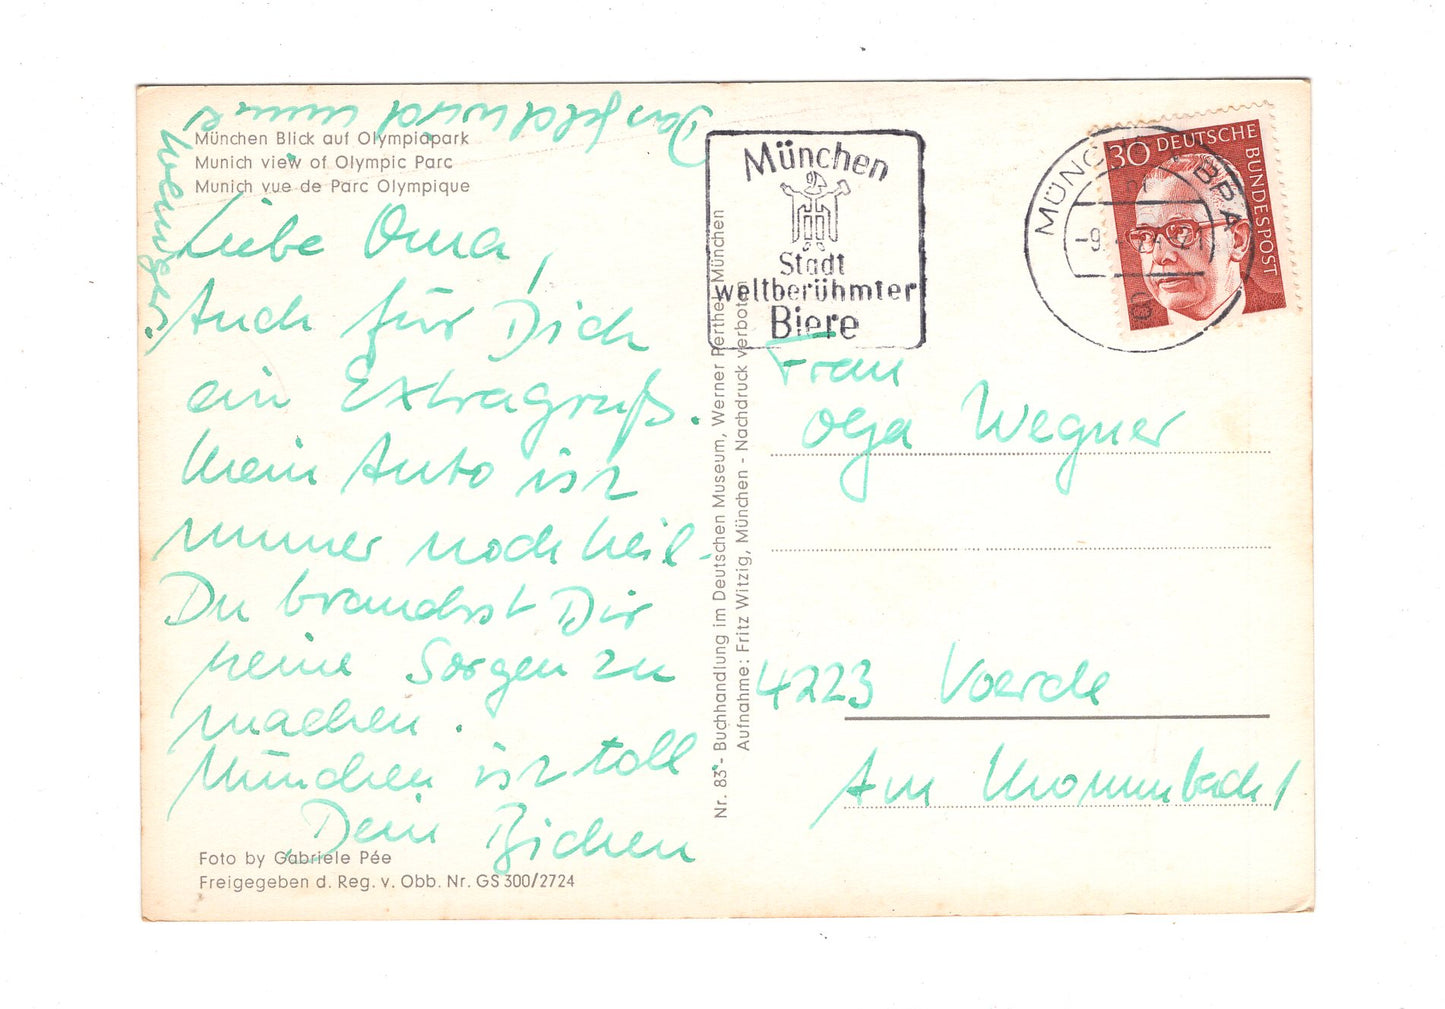 München Blick auf Olympiapark
Munich view of Olympic Parc
Munich vue de Parc Olympique
Liebe Oma,
Auch für Dich
ein Extragruß.
Mein Auto ist
immer noch heil.
Du brauchst Dir
keine Sorgen zu
machen.
München ist toll.
Dein Bichen
Das Geld wird immer
weniger.
Foto by Gabriele Pée
Freigegeben d. Reg. v. Obb. Nr. GS 300/2724
Nr. 83 - Buchhandlung im Deutschen Museum, Werner Perther, München
Aufnahme: Fritz Witzig, München - Nachdruck verboten
München
Stadt
weltberühmter
Biere
MÜNCHEN
30 DEUTSCHE
BUNDESPOST
Frau
Olga Wegner
4223 Voerde
Am